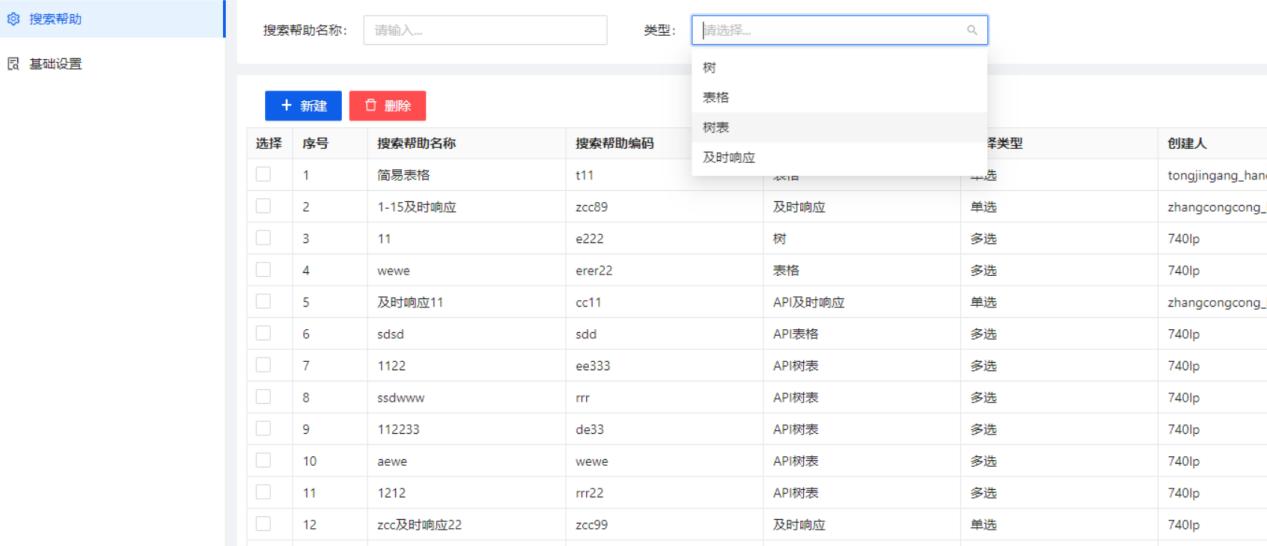 搜索帮助
搜索帮助名称: 请输入... 类型: 请选择...
基础设置
树
表格
树表
及时响应
+ 新建 删除
选择 序号 搜索帮助名称 搜索帮助编码 择类型 创建人
1 简易表格 t11 表格 单选 tongjingang_han
2 1-15及时响应 zcc89 及时响应 单选 zhangcongcong_
3 11 e222 树 多选 740lp
4 wewe erer22 表格 多选 740lp
5 及时响应11 cc11 API及时响应 单选 zhangcongcong_
6 sdsd sdd API表格 多选 740lp
7 1122 ee333 API树表 多选 740lp
8 ssdwww rrr API树表 多选 740lp
9 112233 de33 API树表 多选 740lp
10 aewe wewe API树表 多选 740lp
11 1212 rrr22 API树表 多选 740lp
12 zcc及时响应22 zcc99 及时响应 单选 740lp